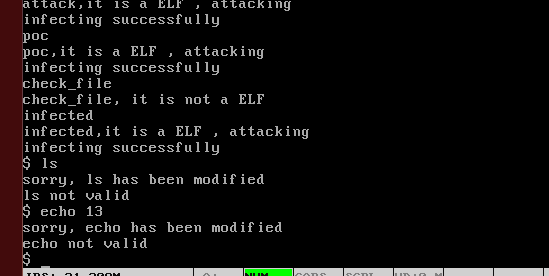 attack,it is a ELF , attacking
infecting successfully
poc
poc,it is a ELF , attacking
infecting successfully
check_file
check_file, it is not a ELF
infected
infected,it is a ELF , attacking
infecting successfully
$ ls
sorry, ls has been modified
ls not valid
$ echo 13
sorry, echo has been modified
echo not valid
$ _
NUM